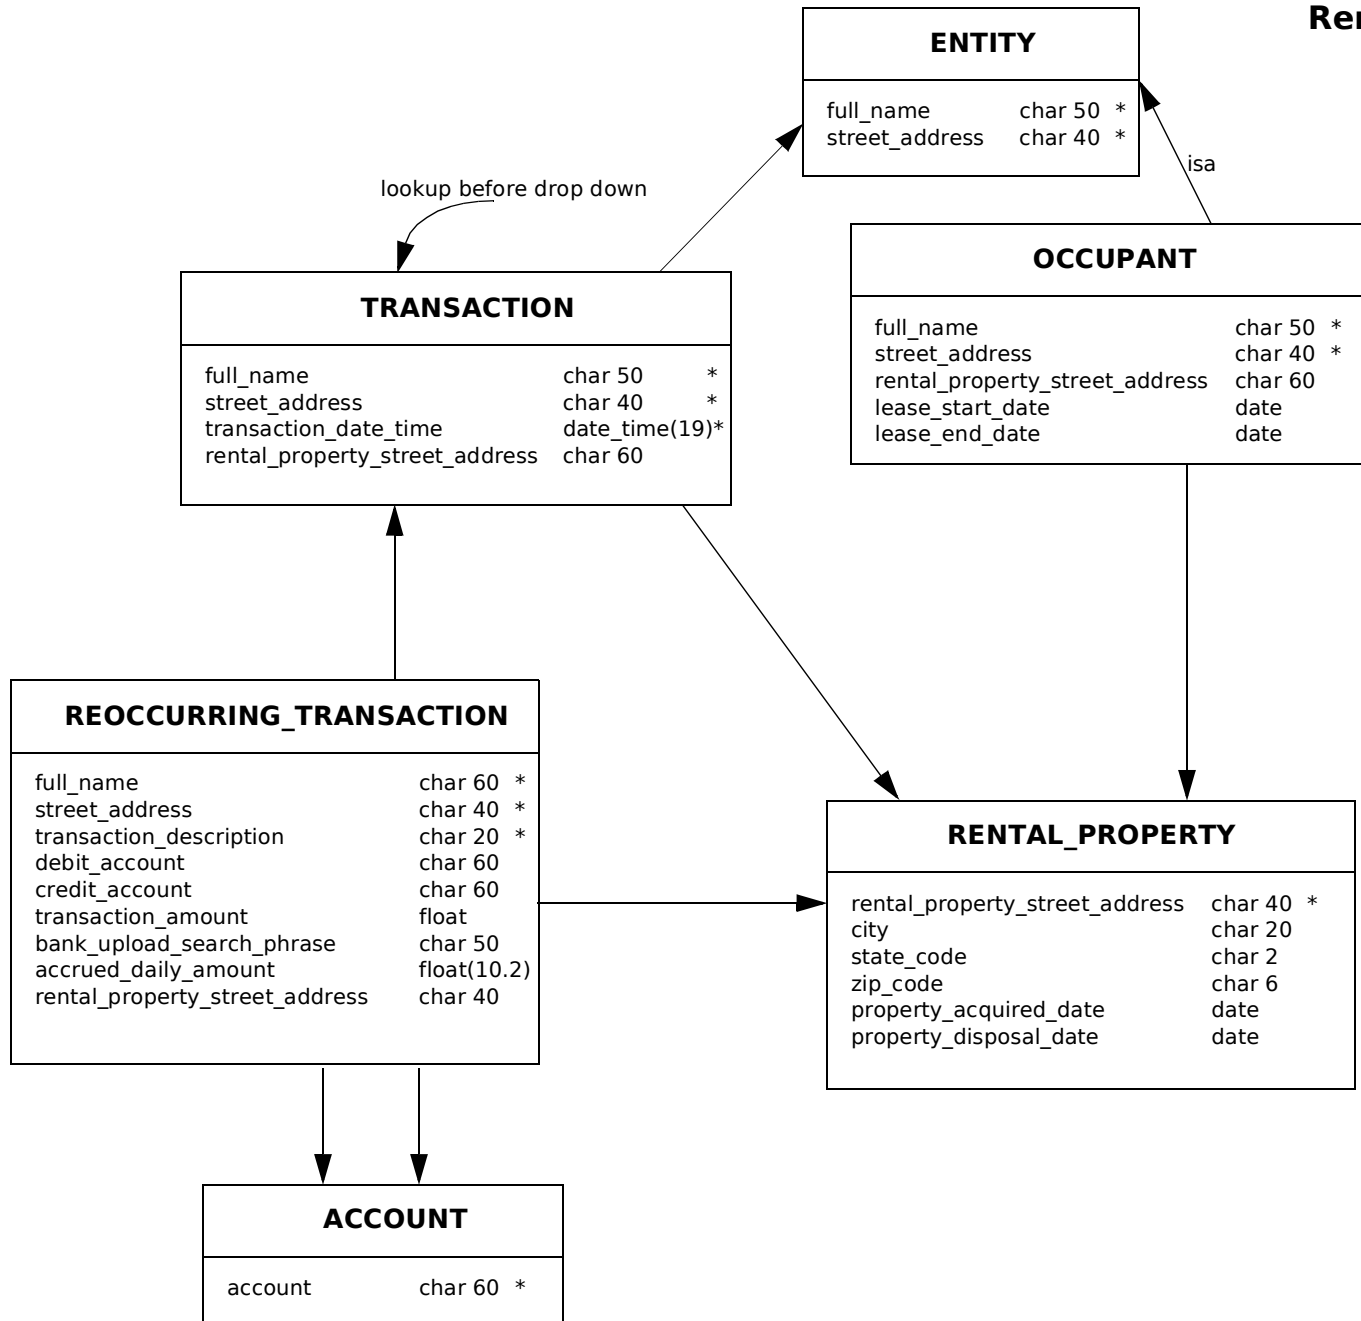 Ren
ENTITY
full_name char 50 *
street_address char 40 *
isa
lookup before drop down
OCCUPANT
full_name char 50 *
street_address char 40 *
rental_property_street_address char 60
lease_start_date date
lease_end_date date
TRANSACTION
full_name char 50 *
street_address char 40 *
transaction_date_time date_time(19)*
rental_property_street_address char 60
REOCCURRING_TRANSACTION
full_name char 60 *
street_address char 40 *
transaction_description char 20 *
debit_account char 60
credit_account char 60
transaction_amount float
bank_upload_search_phrase char 50
accrued_daily_amount float(10.2)
rental_property_street_address char 40
RENTAL_PROPERTY
rental_property_street_address char 40 *
city char 20
state_code char 2
zip_code char 6
property_acquired_date date
property_disposal_date date
ACCOUNT
account char 60 *